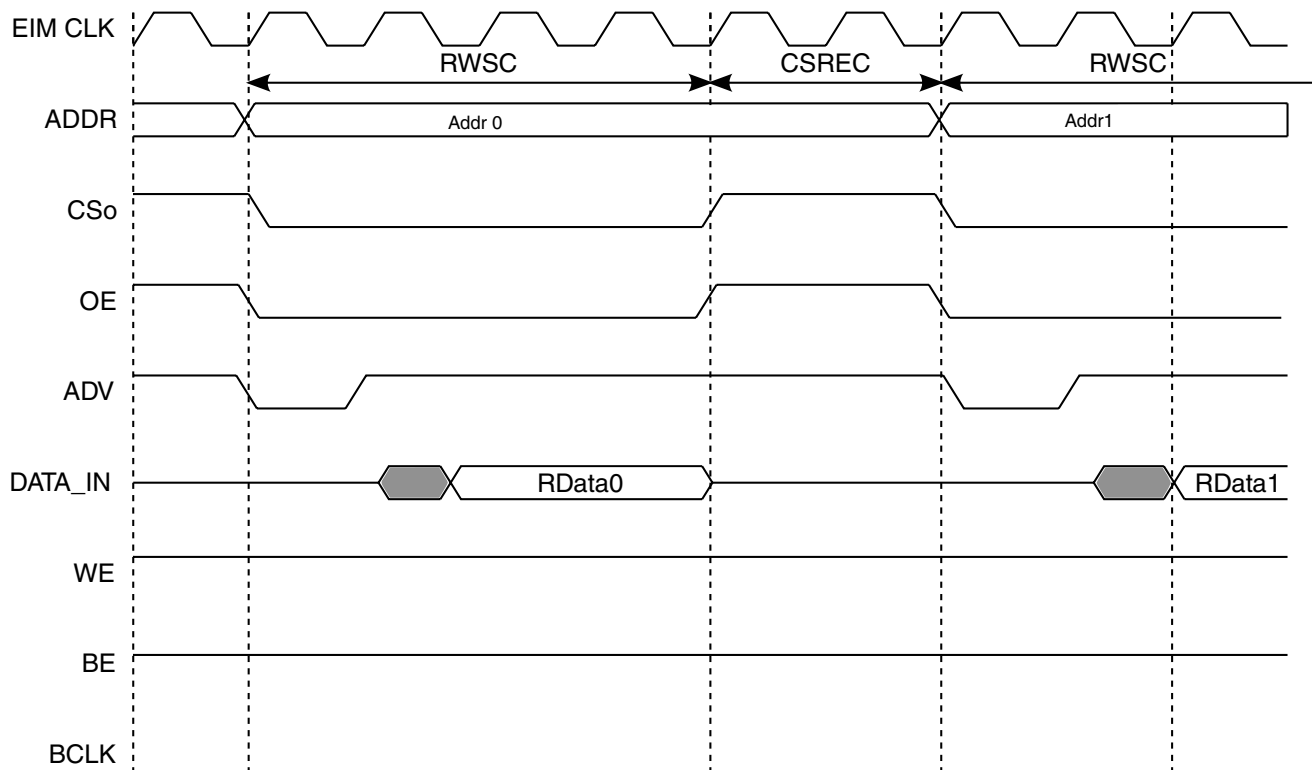 EIM CLK
RWSC CSREC RWSC
ADDR Addr 0 Addr1
CSo
OE
ADV
DATA_IN RData0 RData1
WE
BE
BCLK